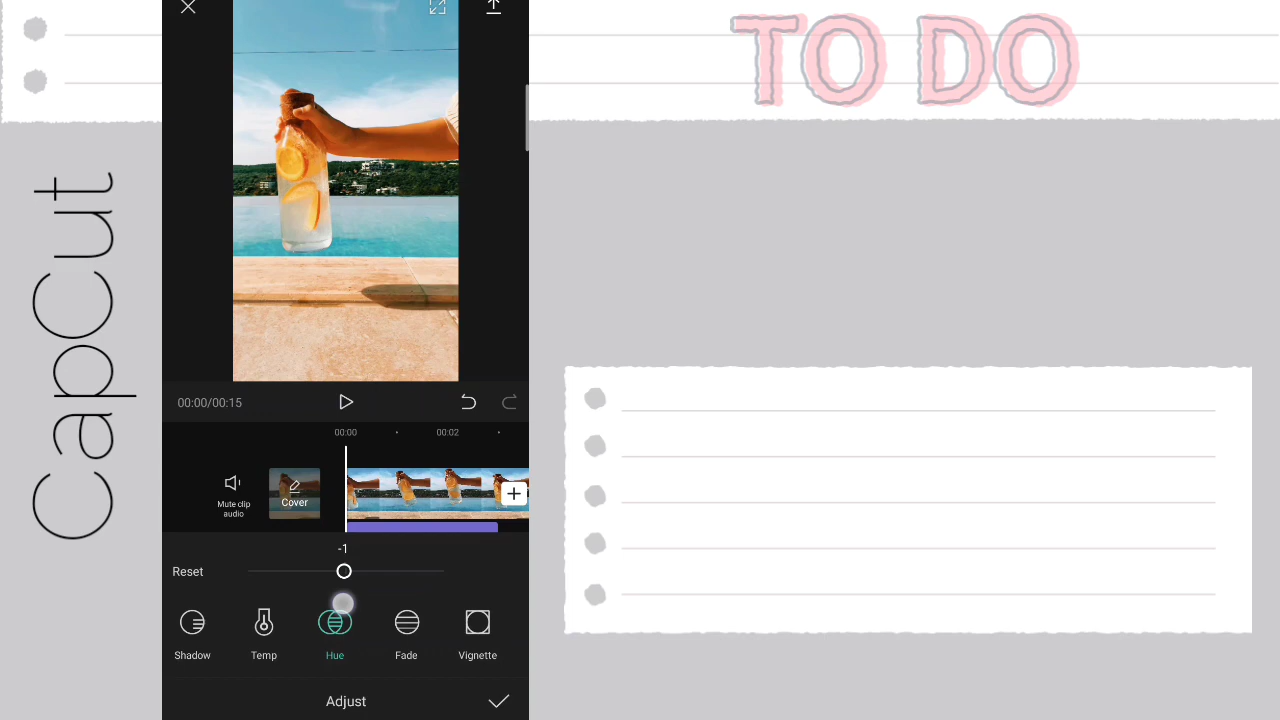 TO DO
CapCut
00:00/00:15
00:00
00:02
Mute clip
audio
Cover
-1
Reset
Shadow
Temp
Hue
Fade
Vignette
Adjust